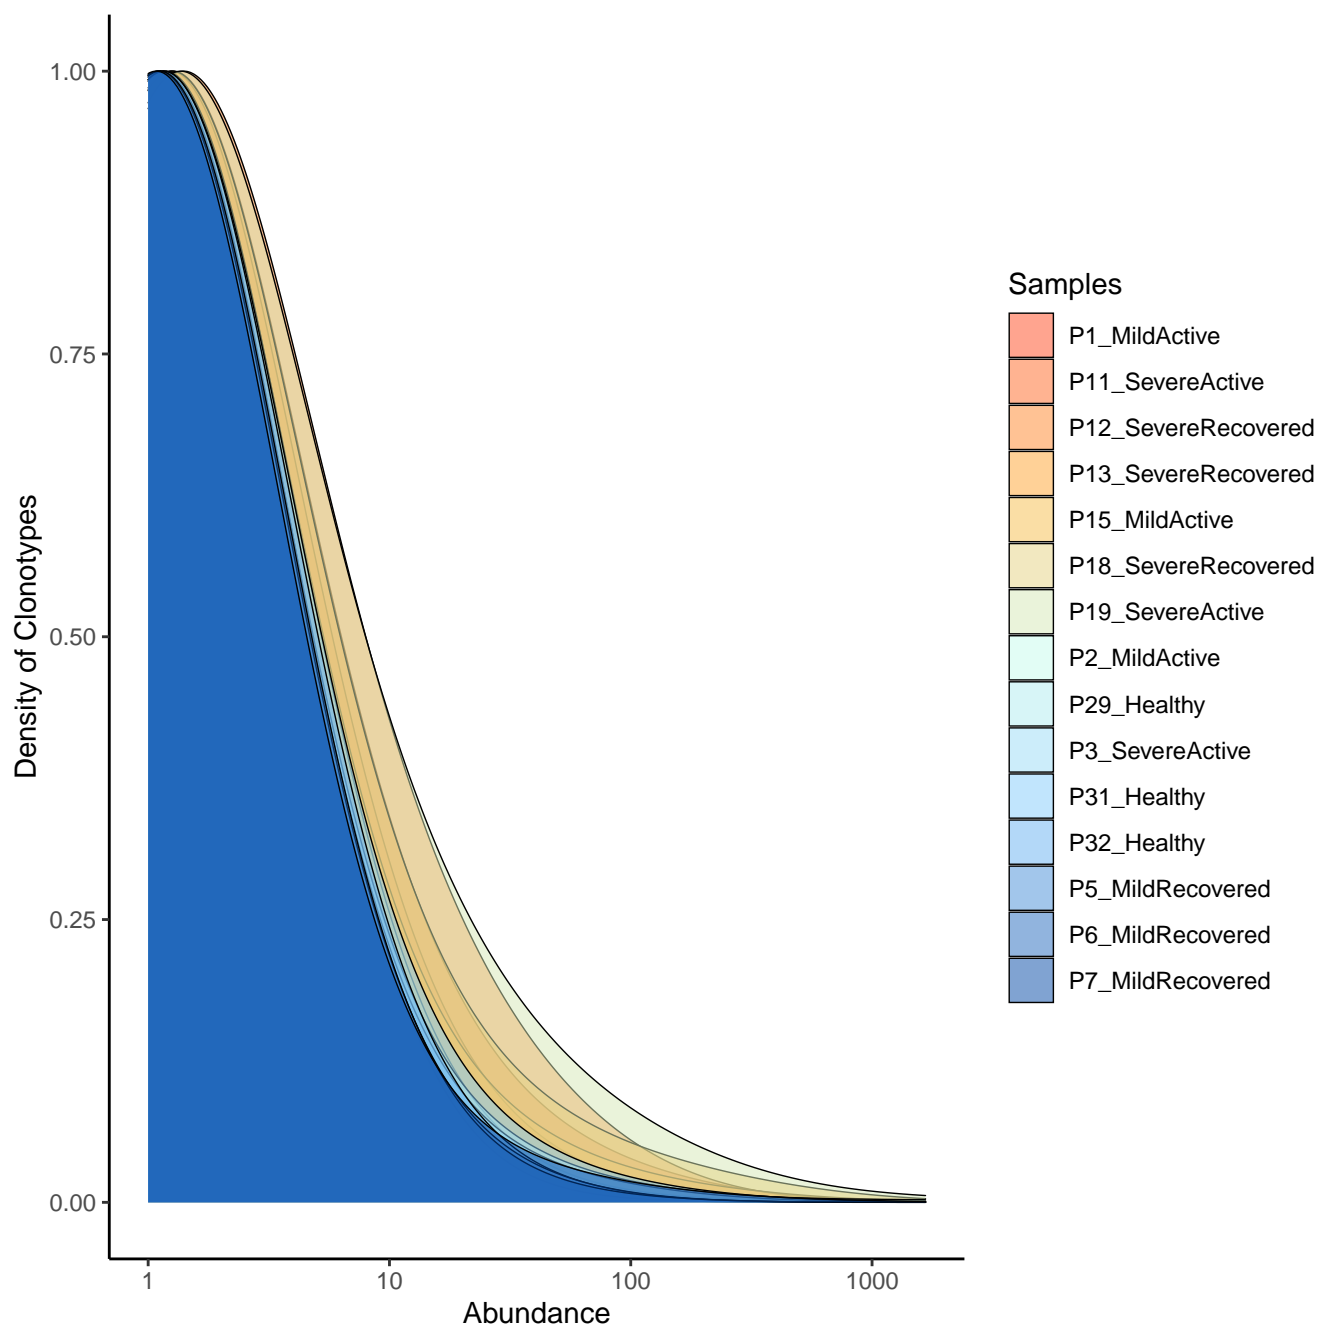 1.00
0.75
0.50
0.25
0.00
Density of Clonotypes
1 10 100 1000
Abundance
Samples
P1_MildActive
P11_SevereActive
P12_SevereRecovered
P13_SevereRecovered
P15_MildActive
P18_SevereRecovered
P19_SevereActive
P2_MildActive
P29_Healthy
P3_SevereActive
P31_Healthy
P32_Healthy
P5_MildRecovered
P6_MildRecovered
P7_MildRecovered